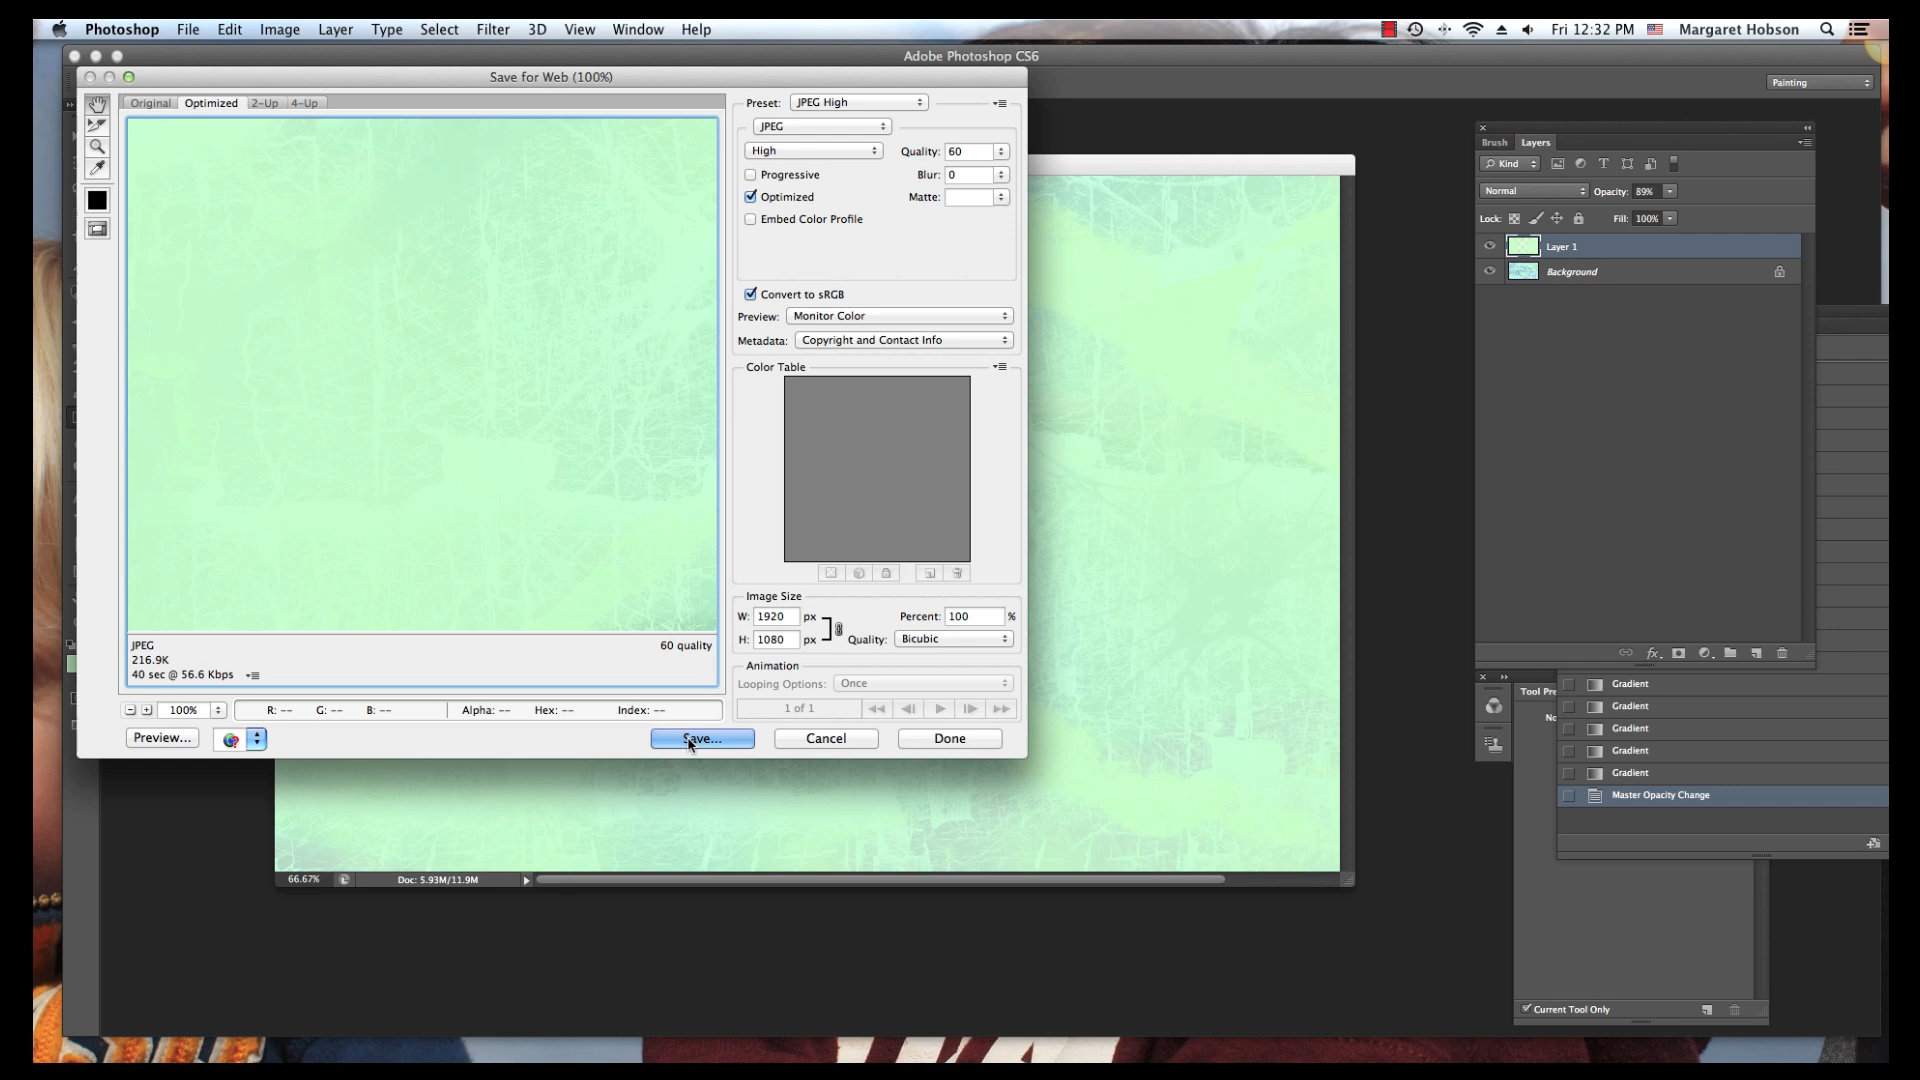 Photoshop File Edit Image Layer Type Select Filter 3D View Window Help
Fri 12:32 PM Margaret Hobson
Adobe Photoshop CS6
Painting
Save for Web (100%)
Original Optimized 2-Up 4-Up
Preset: JPEG High
JPEG
High Quality: 60
Progressive Blur: 0
Optimized Matte:
Embed Color Profile
Convert to sRGB
Preview: Monitor Color
Metadata: Copyright and Contact Info
Color Table
Image Size
W: 1920 px Percent: 100 %
H: 1080 px Quality: Bicubic
Animation
Looping Options: Once
1 of 1
JPEG 60 quality
216.9K
40 sec @ 56.6 Kbps
100% R: -- G: -- B: -- Alpha: -- Hex: -- Index: --
Preview... Save... Cancel Done
66.67% Doc: 5.93M/11.9M
Brush Layers
Kind
Normal Opacity: 89%
Lock: Fill: 100%
Layer 1
Background
fx
Tool Pre
No
Gradient
Gradient
Gradient
Gradient
Gradient
Master Opacity Change
Current Tool Only